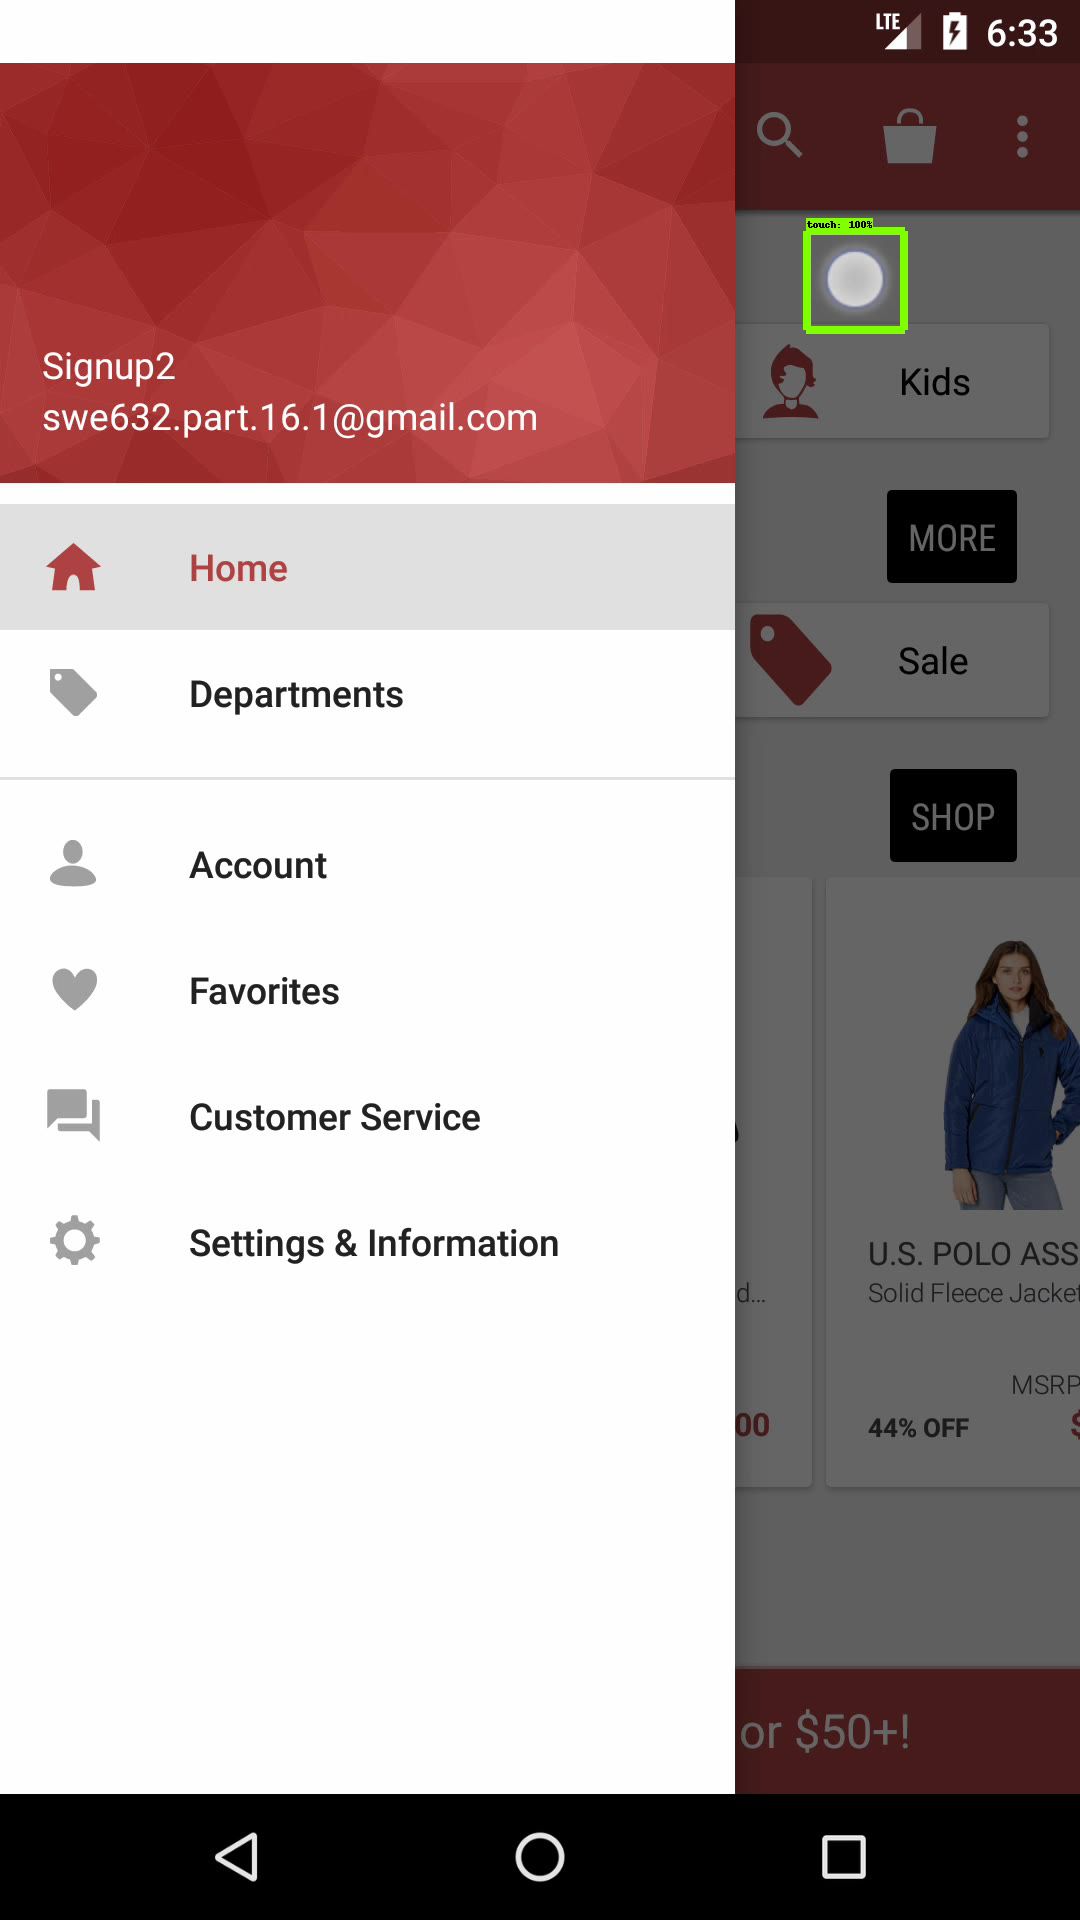 LTE 6:33
touch: 100%
Signup2
swe632.part.16.1@gmail.com
Kids
MORE
Home
Sale
Departments
SHOP
Account
Favorites
Customer Service
U.S. POLO ASS
Settings & Information
d... Solid Fleece Jacket
MSRP
00 44% OFF $
or $50+!